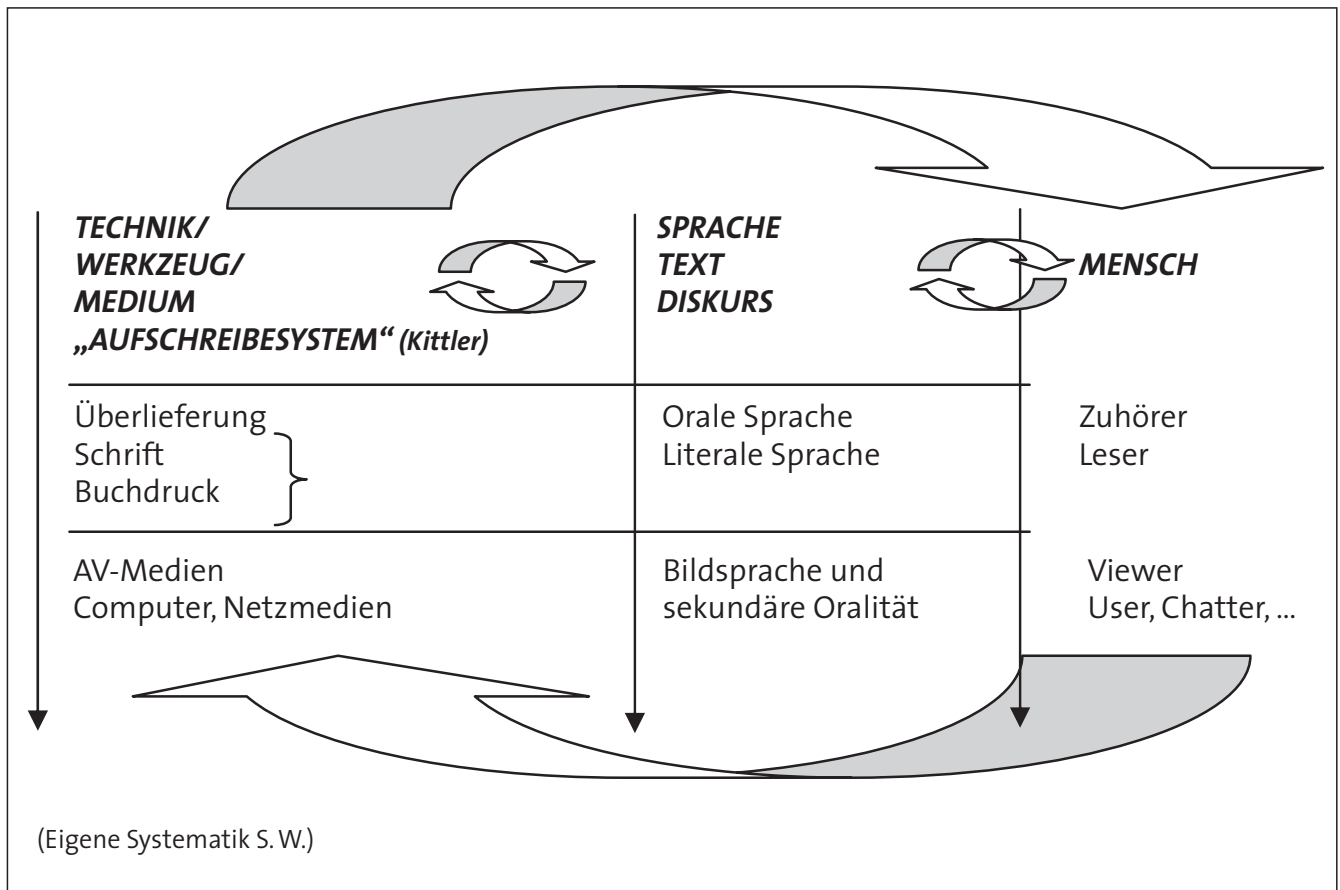 TECHNIK/
WERKZEUG/
MEDIUM
„AUFSCHREIBESYSTEM“ (Kittler)
SPRACHE
TEXT
DISKURS
MENSCH
Überlieferung
Schrift
Buchdruck
Orale Sprache
Literale Sprache
Zuhörer
Leser
AV-Medien
Computer, Netzmedien
Bildsprache und
sekundäre Oralität
Viewer
User, Chatter, ...
(Eigene Systematik S. W.)